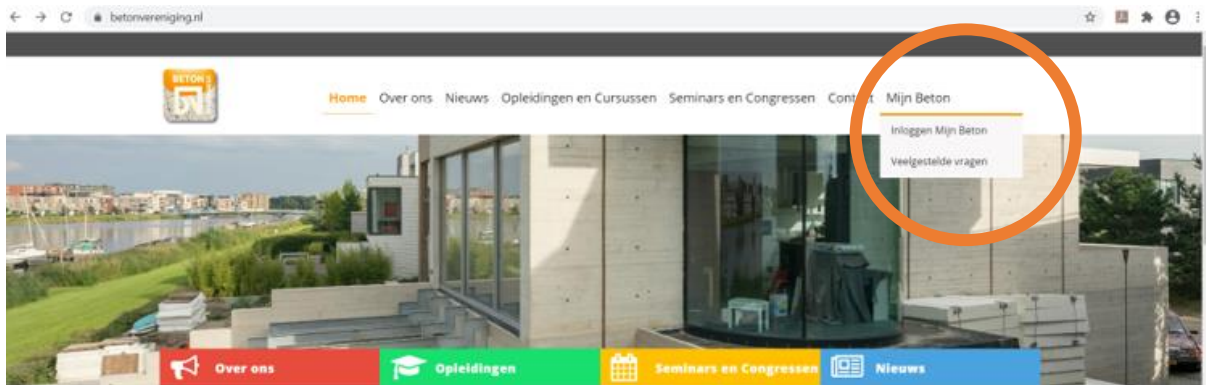 betonvereniging.nl
BETON
Home Over ons Nieuws Opleidingen en Cursussen Seminars en Congressen Mijn Beton
Inloggen Mijn Beton
Veelgestelde vragen
Over ons Opleidingen Seminars en Congressen Nieuws